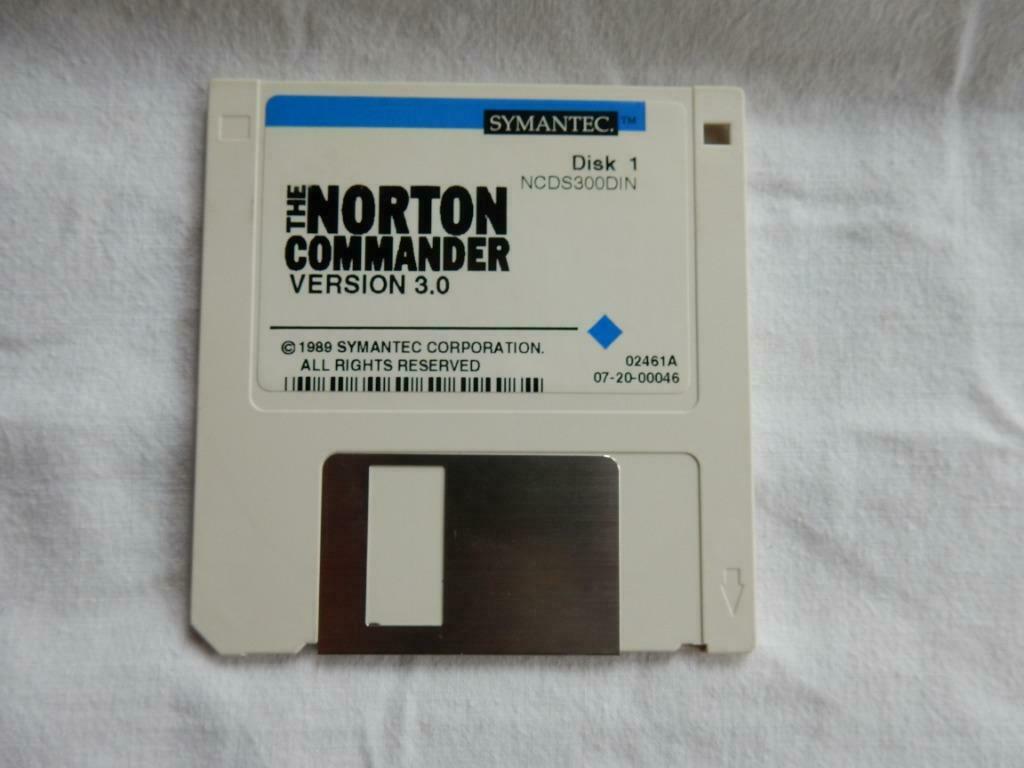 SYMANTEC.™
Disk 1
NCDS300DIN
THE NORTON
COMMANDER
VERSION 3.0
©1989 SYMANTEC CORPORATION.
ALL RIGHTS RESERVED
02461A
07-20-00046